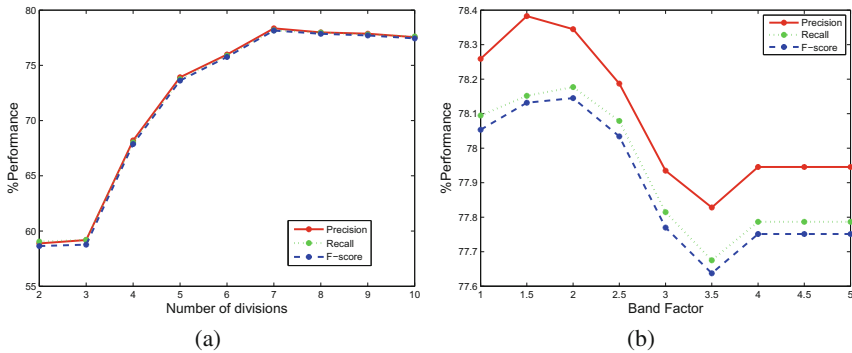 80
75
70
65
60
55
%Performance
2 3 4 5 6 7 8 9 10
Number of divisions
Precision
Recall
F−score
(a)
78.4
78.3
78.2
78.1
78
77.9
77.8
77.7
77.6
%Performance
1 1.5 2 2.5 3 3.5 4 4.5 5
Band Factor
Precision
Recall
F−score
(b)